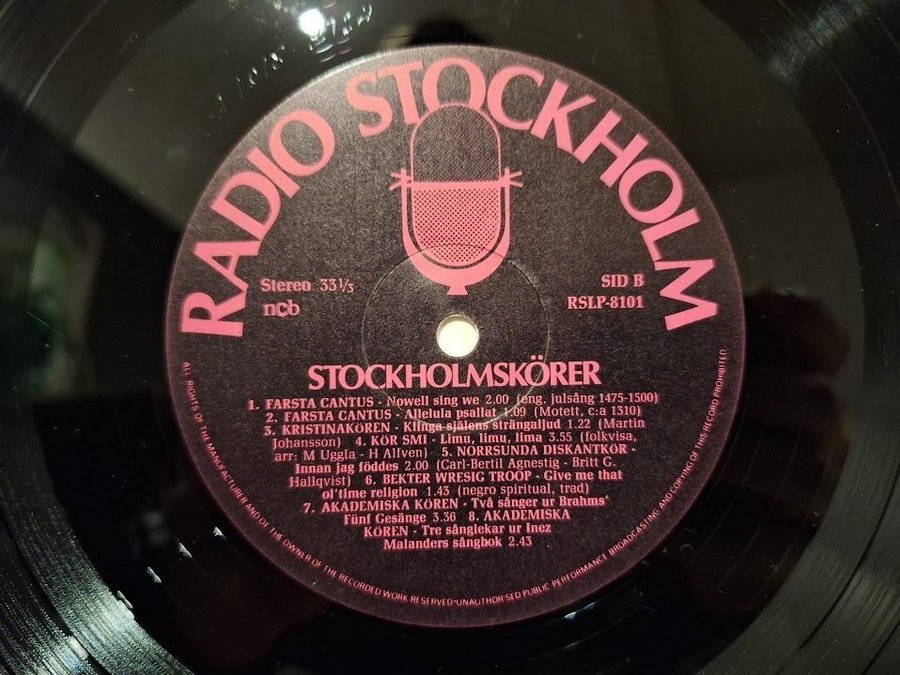 RADIO STOCKHOLM
Stereo 33⅓
ncb
SID B
RSLP-8101
STOCKHOLMSKÖRER
1. FARSTA CANTUS - Nowell sing we 2.00 (eng. julsång 1475-1500)
2. FARSTA CANTUS - Alleluia psallat 1.09 (Motett, c:a 1310)
3. KRISTINAKÖREN - Klinga själens strängaljud 1.22 (Martin
Johansson) 4. KÖR SMI - Limu, limu, lima 3.55 (folkvisa,
arr: M Uggla - H Alfven) 5. NORRSUNDA DISKANTKÖR -
Innan jag föddes 2.00 (Carl-Bertil Agnestig - Britt G.
Hallqvist) 6. BEKTER WRESIG TROOP - Give me that
ol'time religion 1.43 (negro spiritual, trad)
7. AKADEMISKA KÖREN - Två sånger ur Brahms'
Fünf Gesänge 3.36 8. AKADEMISKA
KÖREN - Tre sånglekar ur Inez
Malanders sångbok 2.43
ALL RIGHTS OF THE MANUFACTURER AND OF THE OWNER OF THE RECORDED WORK RESERVED•UNAUTHORISED PUBLIC PERFORMANCE BROADCASTING AND COPYING OF THIS RECORD PROHIBITED